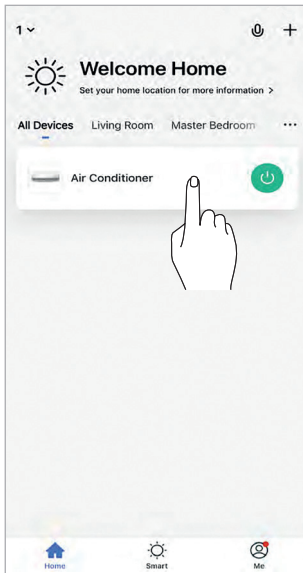 1
Welcome Home
Set your home location for more information >
All Devices Living Room Master Bedroom ...
Air Conditioner
Home Smart Me